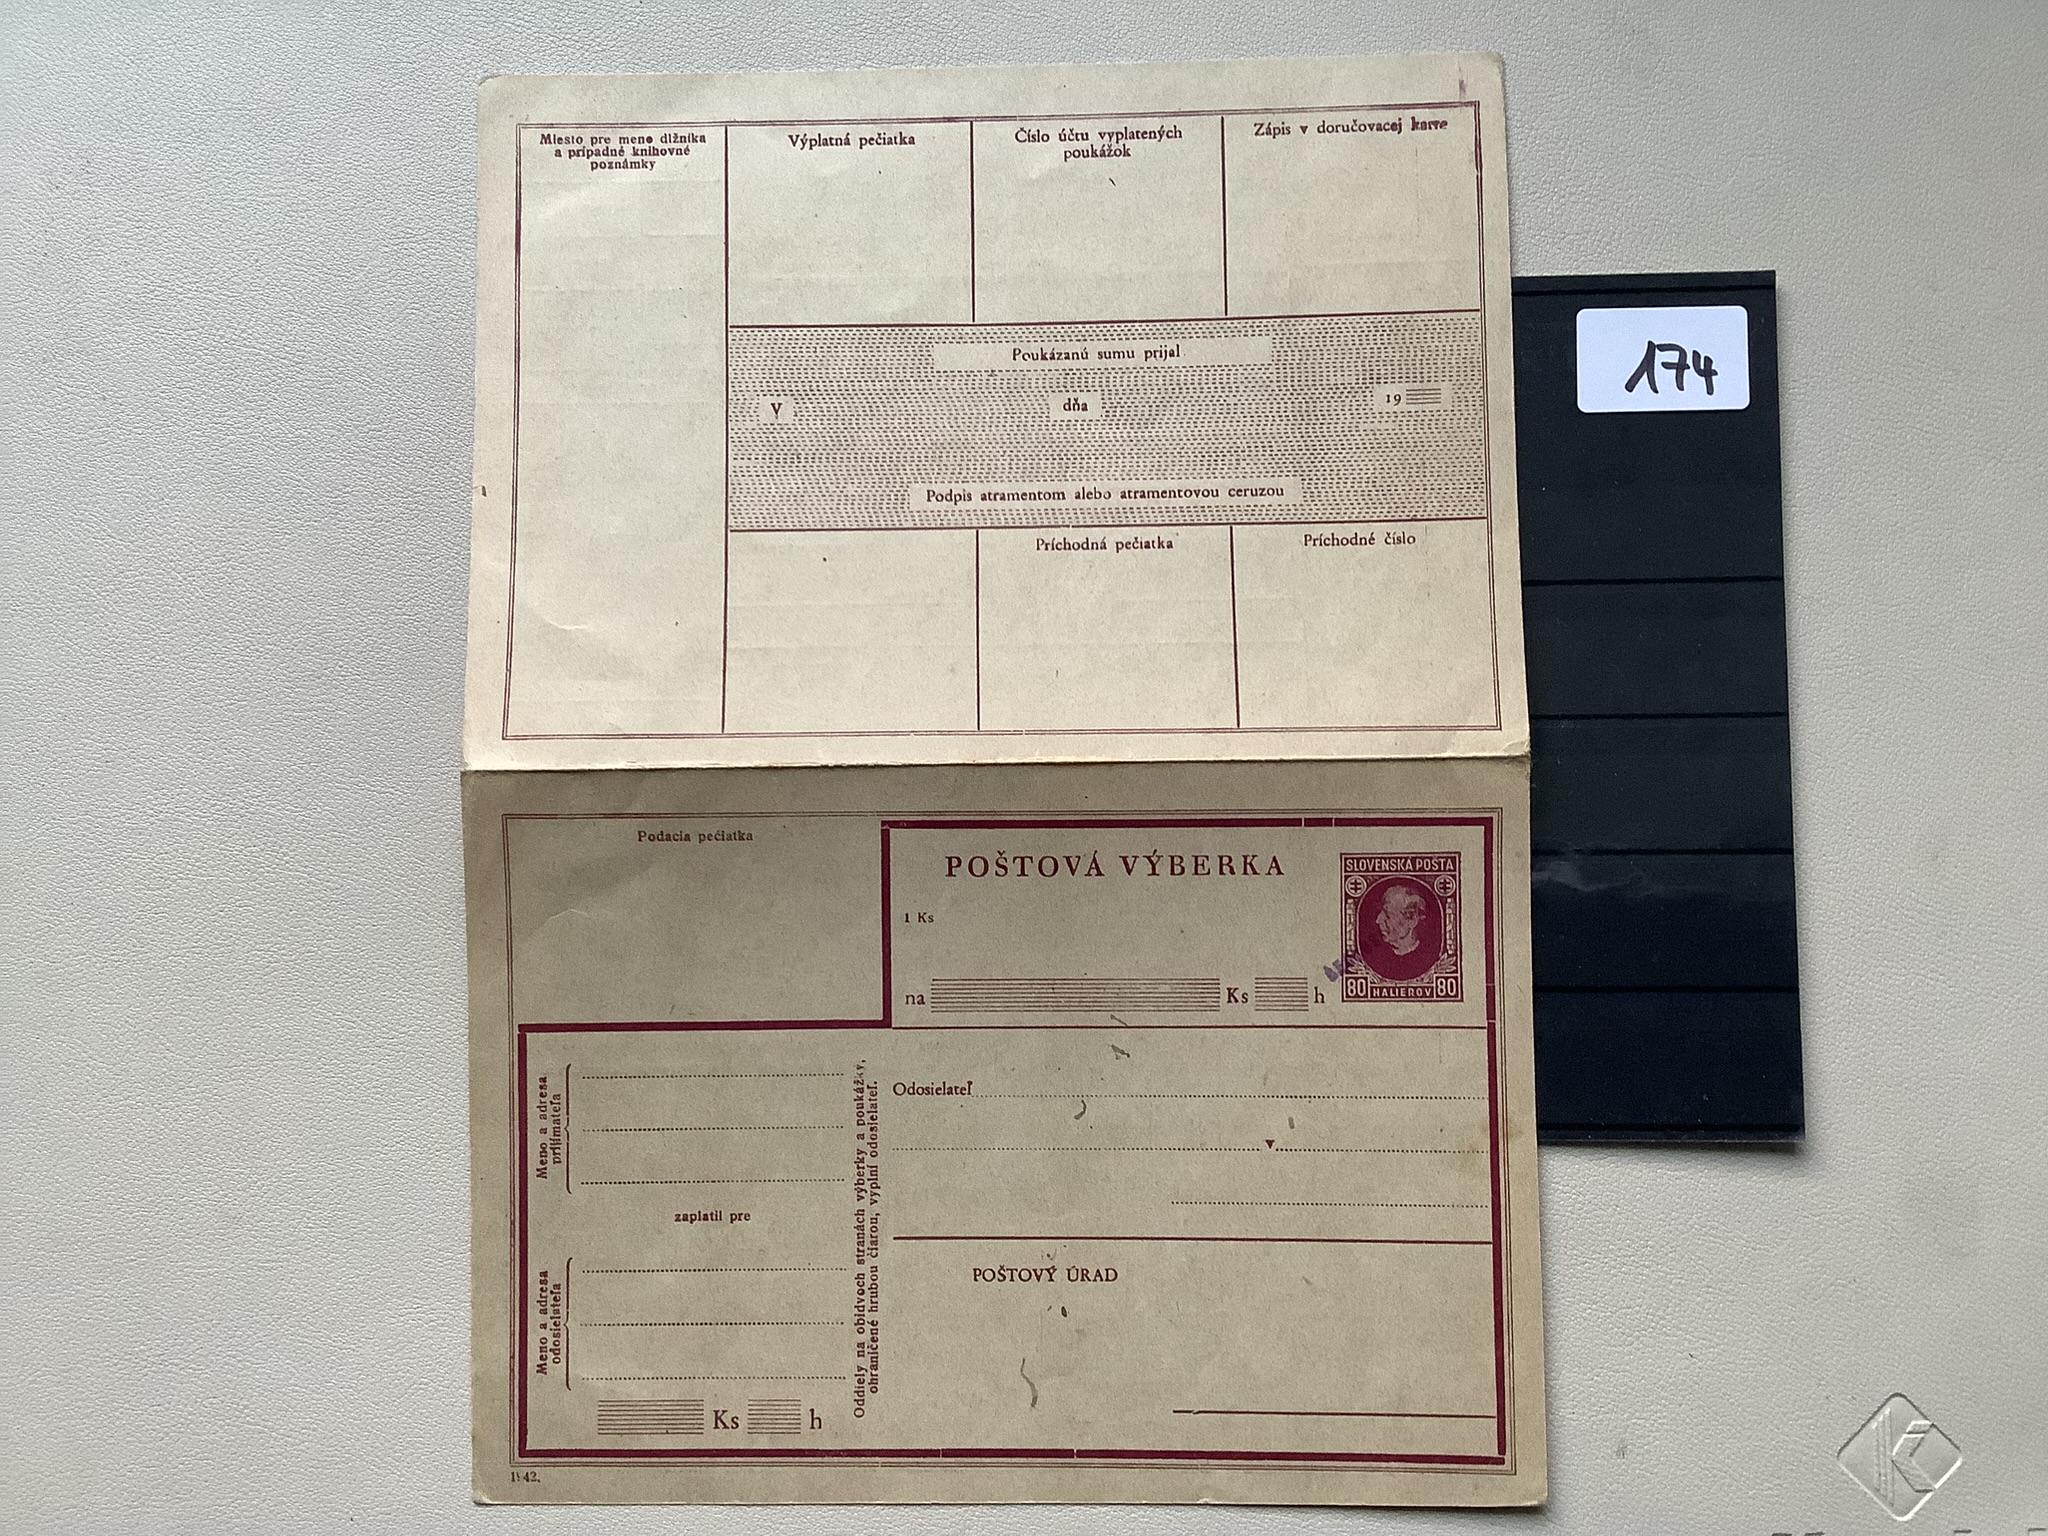 Miesto pre meno dlžníka
a prípadné knihovné
poznámky
Výplatná pečiatka
Číslo účtu vyplatených
poukážok
Zápis v doručovacej karte
Poukázanú sumu prijal
V
dňa
19
Podpis atramentom alebo atramentovou ceruzou
Príchodná pečiatka
Príchodné číslo
174
Podacia pečiatka
POŠTOVÁ VÝBERKA
1 Ks
na
Ks
h
SLOVENSKÁ POŠTA
80 HALIEROV 80
Meno a adresa
prijímateľa
zaplatil pre
Meno a adresa
odosielateľa
Ks
h
Oddiely na obidvoch stranách výberky a poukážky,
ohraničené hrubou čiarou, vyplní odosielateľ.
Odosielateľ
POŠTOVÝ ÚRAD
1942.